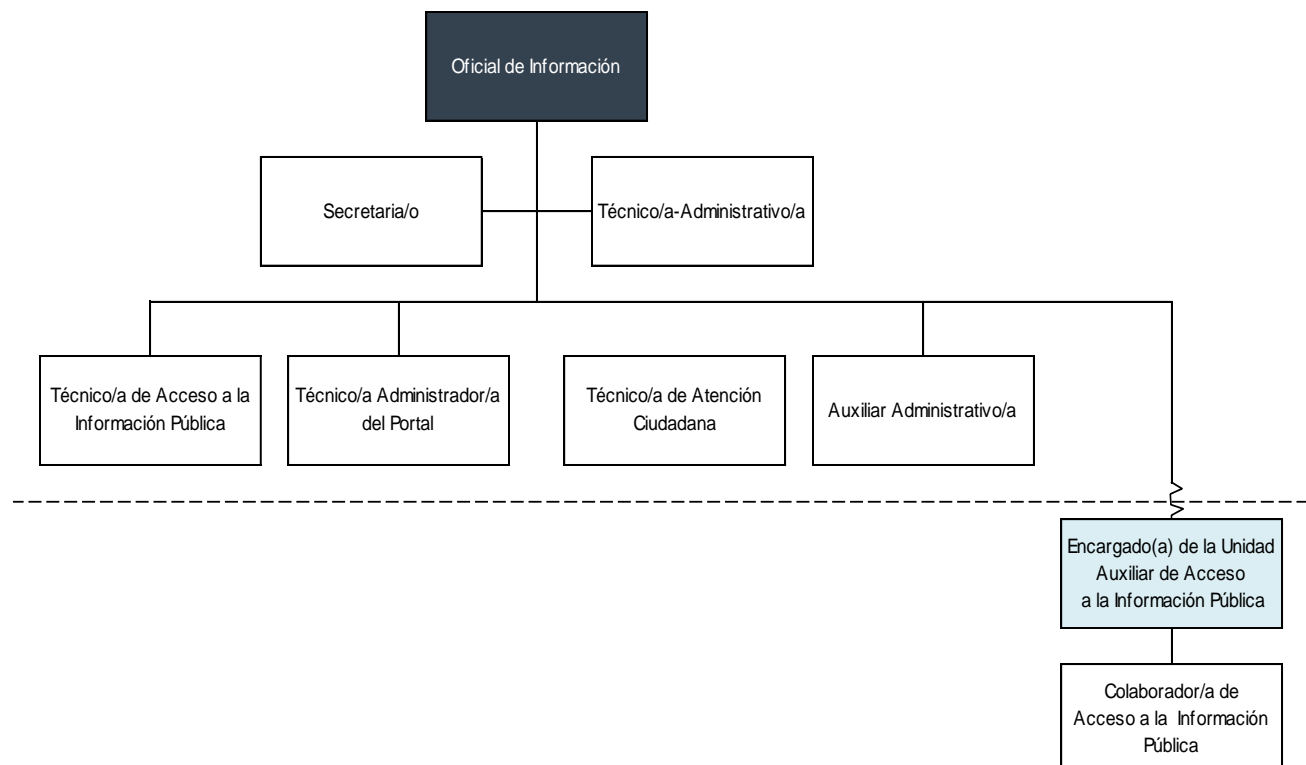 Oficial de Información
Secretaria/o
Técnico/a-Administrativo/a
Técnico/a de Acceso a la
Información Pública
Técnico/a Administrador/a
del Portal
Técnico/a de Atención
Ciudadana
Auxiliar Administrativo/a
Encargado(a) de la Unidad
Auxiliar de Acceso
a la Información Pública
Colaborador/a de
Acceso a la Información
Pública